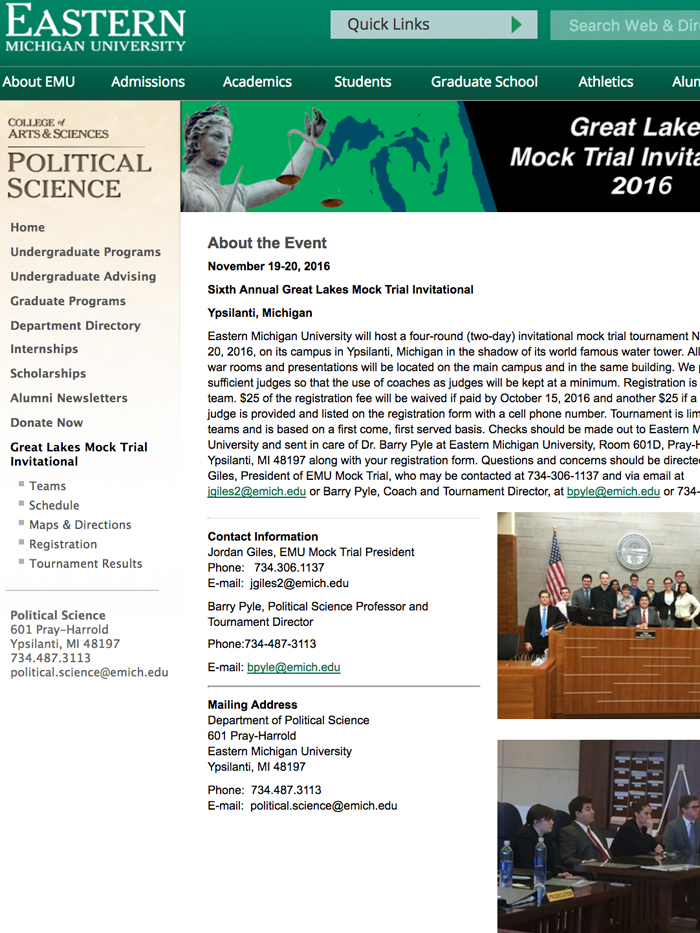 EASTERN
MICHIGAN UNIVERSITY
Quick Links
Search Web & Dir
About EMU
Admissions
Academics
Students
Graduate School
Athletics
Alun
COLLEGE of
ARTS & SCIENCES
POLITICAL
SCIENCE
Great Lake
Mock Trial Invita
2016
Home
Undergraduate Programs
Undergraduate Advising
Graduate Programs
Department Directory
Internships
Scholarships
Alumni Newsletters
Donate Now
Great Lakes Mock Trial
Invitational
Teams
Schedule
Maps & Directions
Registration
Tournament Results
Political Science
601 Pray-Harrold
Ypsilanti, MI 48197
734.487.3113
political.science@emich.edu
About the Event
November 19-20, 2016
Sixth Annual Great Lakes Mock Trial Invitational
Ypsilanti, Michigan
Eastern Michigan University will host a four-round (two-day) invitational mock trial tournament N
20, 2016, on its campus in Ypsilanti, Michigan in the shadow of its world famous water tower. All
war rooms and presentations will be located on the main campus and in the same building. We p
sufficient judges so that the use of coaches as judges will be kept at a minimum. Registration is
team. $25 of the registration fee will be waived if paid by October 15, 2016 and another $25 if a
judge is provided and listed on the registration form with a cell phone number. Tournament is lim
teams and is based on a first come, first served basis. Checks should be made out to Eastern M
University and sent in care of Dr. Barry Pyle at Eastern Michigan University, Room 601D, Pray-H
Ypsilanti, MI 48197 along with your registration form. Questions and concerns should be directe
Giles, President of EMU Mock Trial, who may be contacted at 734-306-1137 and via email at
jgiles2@emich.edu or Barry Pyle, Coach and Tournament Director, at bpyle@emich.edu or 734-
Contact Information
Jordan Giles, EMU Mock Trial President
Phone: 734.306.1137
E-mail: jgiles2@emich.edu
Barry Pyle, Political Science Professor and
Tournament Director
Phone:734-487-3113
E-mail: bpyle@emich.edu
Mailing Address
Department of Political Science
601 Pray-Harrold
Eastern Michigan University
Ypsilanti, MI 48197
Phone: 734.487.3113
E-mail: political.science@emich.edu